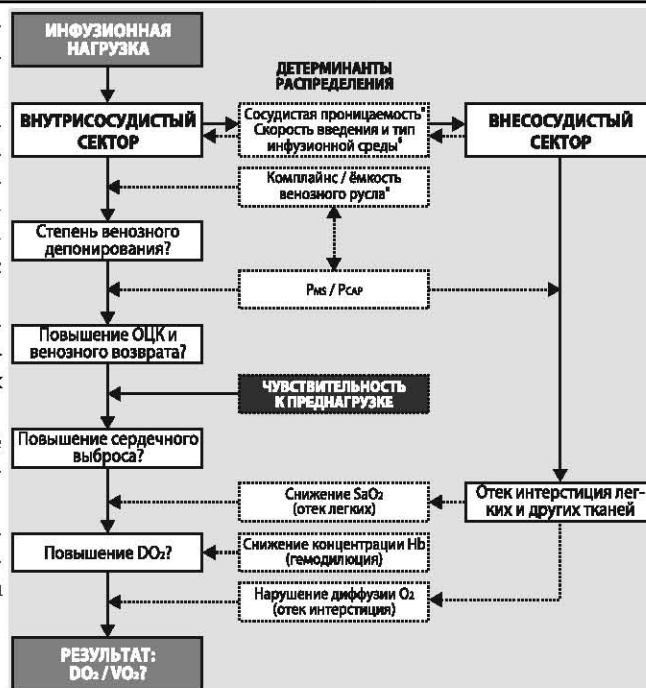 ИНФУЗИОННАЯ
НАГРУЗКА
ДЕТЕРМИНАНТЫ
РАСПРЕДЕЛЕНИЯ
ВНУТРИСОСУДИСТЫЙ
СЕКТОР
Сосудистая проницаемость*
Скорость введения и тип
инфузионной среды*
ВНЕСОСУДИСТЫЙ
СЕКТОР
Комплайнс / ёмкость
венозного русла*
Степень венозного
депонирования?
PMS / PCAP
Повышение ОЦК и
венозного возврата?
ЧУВСТВИТЕЛЬНОСТЬ
К ПРЕДНАГРУЗКЕ
Повышение сердечного
выброса?
Снижение SaO₂
(отек легких)
Отек интерстиция лег-
ких и других тканей
Повышение DO₂?
Снижение концентрации Hb
(гемодилюция)
Нарушение диффузии O₂
(отек интерстиция)
РЕЗУЛЬТАТ:
DO₂ / VO₂?